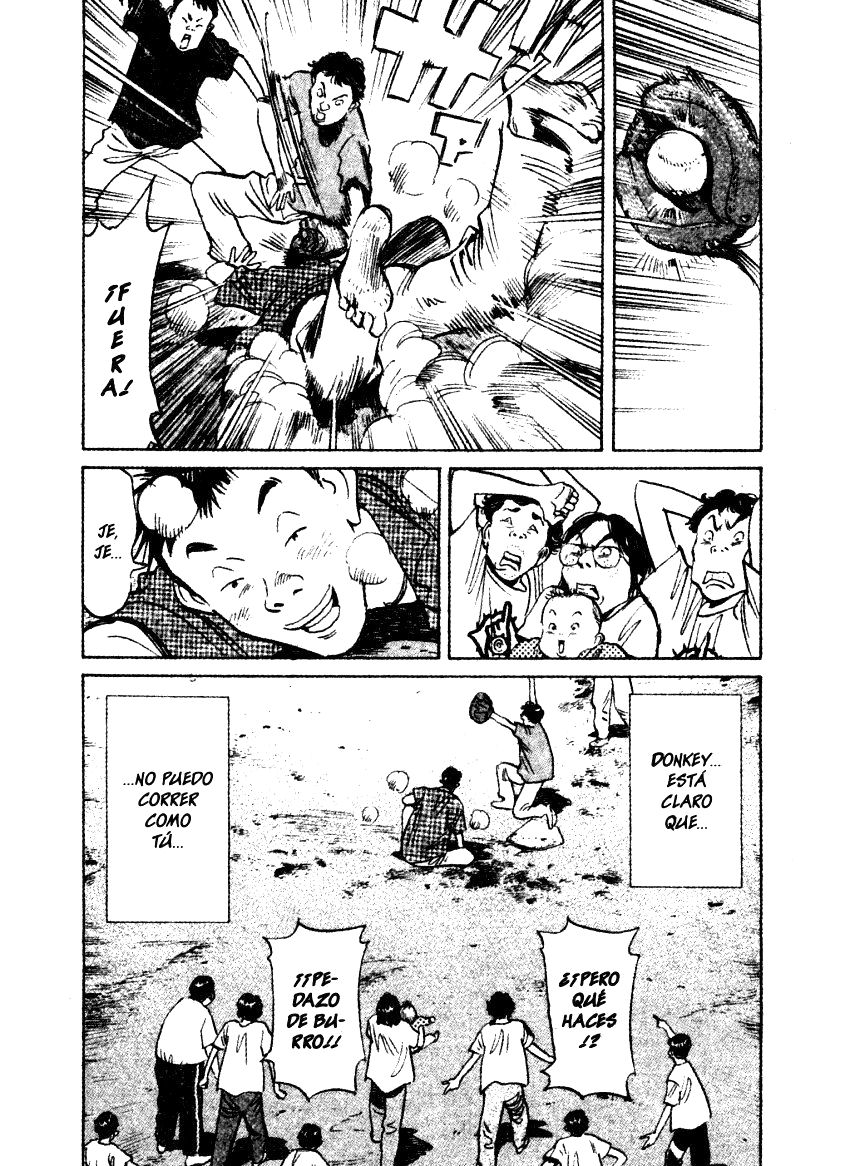 ¡F
U
E
R
A!
JE,
JE...
DONKEY...
ESTÁ
CLARO
QUE...
...NO PUEDO
CORRER
COMO
TÚ...
¿¡PERO
QUÉ
HACES
!?
¡¡PE-
DAZO
DE BU-
RRO!!